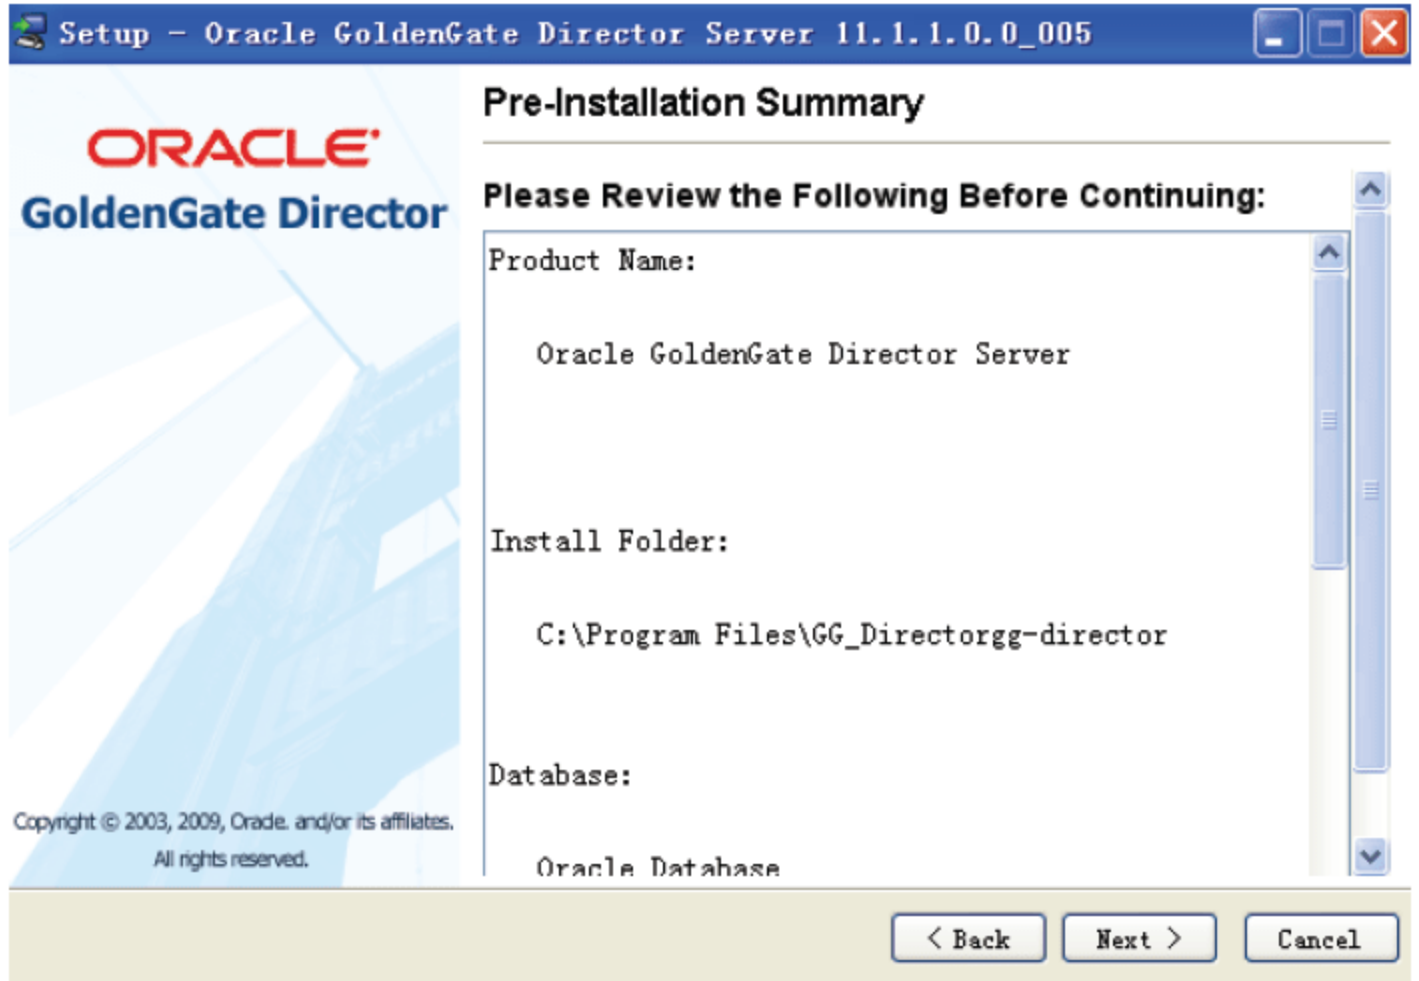 Setup - Oracle GoldenGate Director Server 11.1.1.0.0_005
ORACLE
GoldenGate Director
Copyright © 2003, 2009, Oracle. and/or its affiliates.
All rights reserved.
Pre-Installation Summary
Please Review the Following Before Continuing:
Product Name:
Oracle GoldenGate Director Server
Install Folder:
C:\Program Files\GG_Directorgg-director
Database:
Oracle Database
< Back
Next >
Cancel